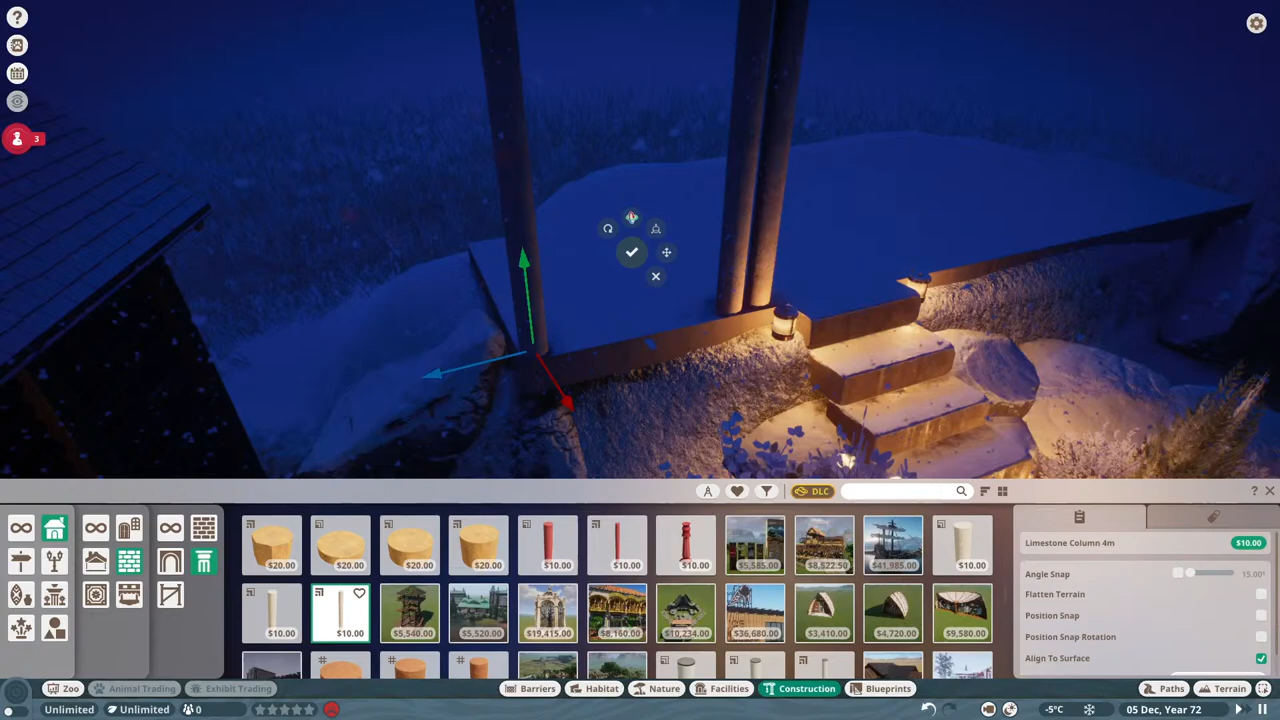 ?
3
DLC
?
$20.00
$20.00
$20.00
$20.00
$10.00
$10.00
$10.00
$5,585.00
$8,522.50
$41,985.00
$10.00
$10.00
$10.00
$5,540.00
$5,520.00
$19,415.00
$8,160.00
$10,234.00
$36,680.00
$3,410.00
$4,720.00
$9,580.00
Limestone Column 4m
$10.00
Angle Snap
15.00°
Flatten Terrain
Position Snap
Position Snap Rotation
Align To Surface
Zoo
Animal Trading
Exhibit Trading
Barriers
Habitat
Nature
Facilities
Construction
Blueprints
Paths
Terrain
Unlimited
Unlimited
0
-5°C
05 Dec, Year 72